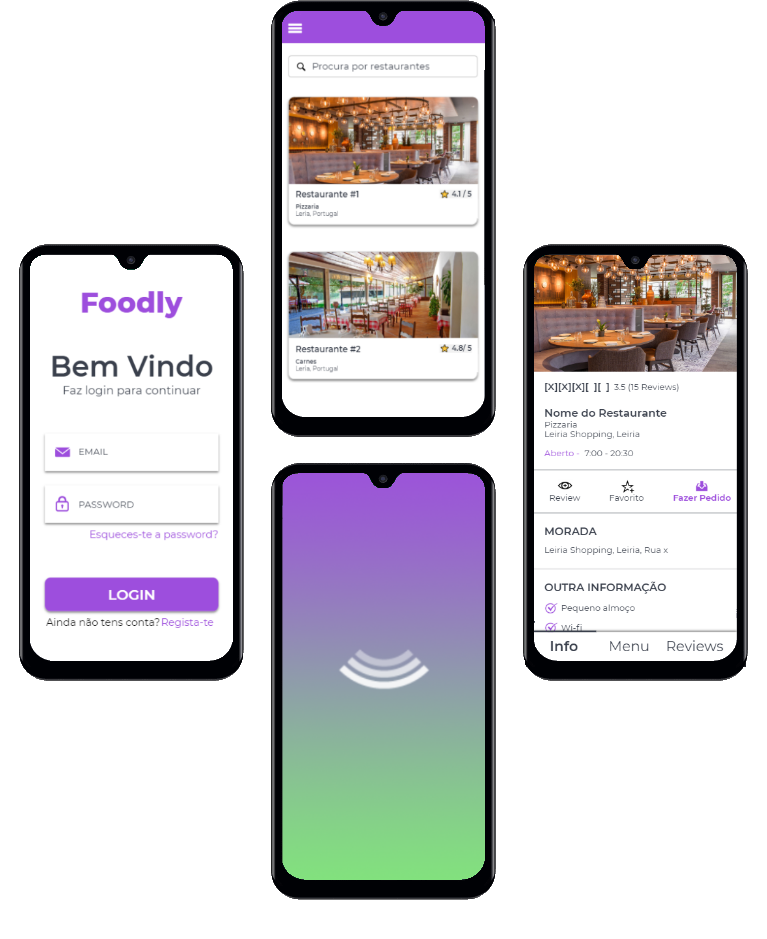 Procura por restaurantes
Restaurante #1
4.1 / 5
Pizzaria
Leria, Portugal
Restaurante #2
4.8/ 5
Carnes
Leria, Portugal
Foodly
Bem Vindo
Faz login para continuar
EMAIL
PASSWORD
Esqueces-te a password?
LOGIN
Ainda não tens conta? Regista-te
[X][X][X][ ][ ] 3.5 (15 Reviews)
Nome do Restaurante
Pizzaria
Leiria Shopping, Leiria
Aberto - 7:00 - 20:30
Review
Favorito
Fazer Pedido
MORADA
Leiria Shopping, Leiria, Rua x
OUTRA INFORMAÇÃO
Pequeno almoço
Wi-fi
Info
Menu
Reviews